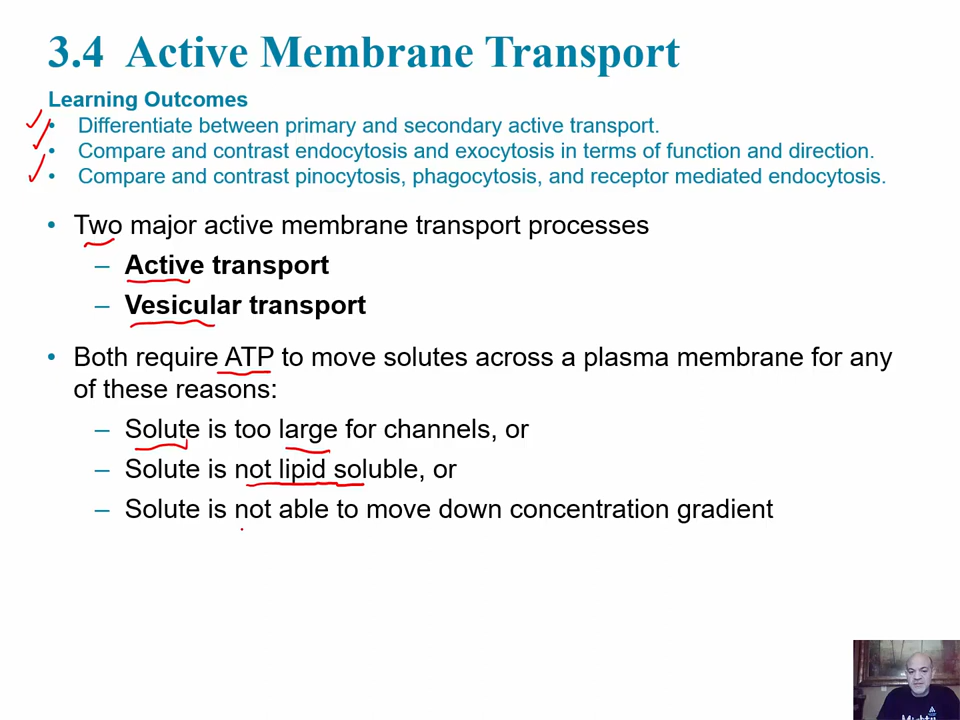 3.4 Active Membrane Transport
Learning Outcomes
• Differentiate between primary and secondary active transport.
• Compare and contrast endocytosis and exocytosis in terms of function and direction.
• Compare and contrast pinocytosis, phagocytosis, and receptor mediated endocytosis.
• Two major active membrane transport processes
– Active transport
– Vesicular transport
• Both require ATP to move solutes across a plasma membrane for any
of these reasons:
– Solute is too large for channels, or
– Solute is not lipid soluble, or
– Solute is not able to move down concentration gradient